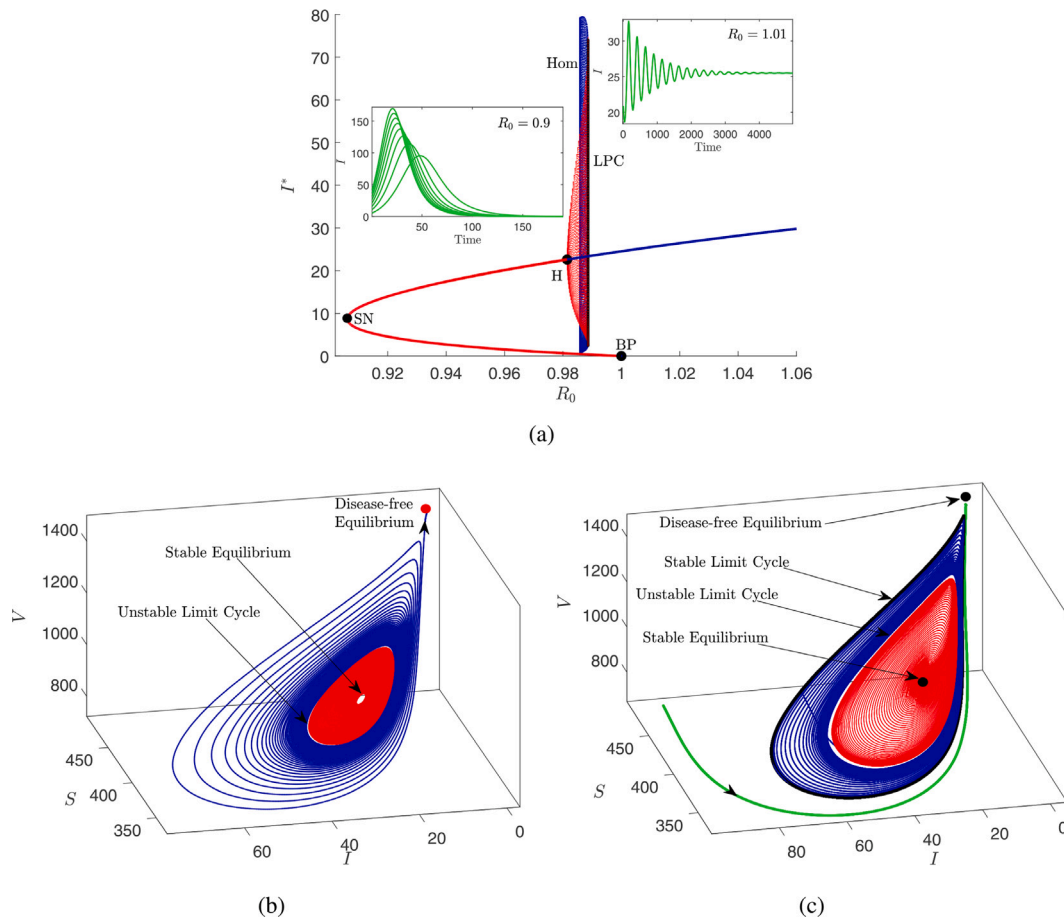 80
70
60
50
40
30
20
10
0
I*
0.92
0.94
0.96
0.98
1
1.02
1.04
1.06
R₀
SN
H
BP
Hom
LPC
R₀ = 0.9
150
100
50
0
I
50
100
150
Time
R₀ = 1.01
30
25
20
I
0
1000
2000
3000
4000
Time
(a)
Disease-free
Equilibrium
Stable Equilibrium
Unstable Limit Cycle
1400
1200
1000
800
V
450
400
350
S
60
40
20
0
I
(b)
Disease-free Equilibrium
Stable Limit Cycle
Unstable Limit Cycle
Stable Equilibrium
1400
1200
1000
800
V
450
400
350
S
80
60
40
20
0
I
(c)